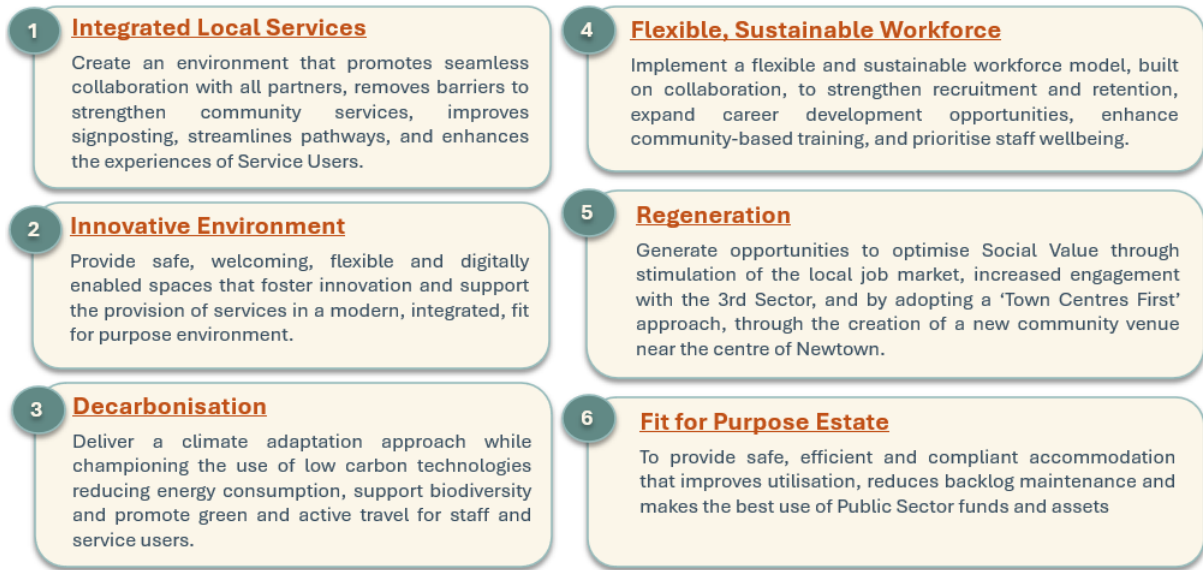 1
Integrated Local Services
Create an environment that promotes seamless
collaboration with all partners, removes barriers to
strengthen community services, improves
signposting, streamlines pathways, and enhances
the experiences of Service Users.
2
Innovative Environment
Provide safe, welcoming, flexible and digitally
enabled spaces that foster innovation and support
the provision of services in a modern, integrated, fit
for purpose environment.
3
Decarbonisation
Deliver a climate adaptation approach while
championing the use of low carbon technologies
reducing energy consumption, support biodiversity
and promote green and active travel for staff and
service users.
4
Flexible, Sustainable Workforce
Implement a flexible and sustainable workforce model, built
on collaboration, to strengthen recruitment and retention,
expand career development opportunities, enhance
community-based training, and prioritise staff wellbeing.
5
Regeneration
Generate opportunities to optimise Social Value through
stimulation of the local job market, increased engagement
with the 3rd Sector, and by adopting a ‘Town Centres First’
approach, through the creation of a new community venue
near the centre of Newtown.
6
Fit for Purpose Estate
To provide safe, efficient and compliant accommodation
that improves utilisation, reduces backlog maintenance and
makes the best use of Public Sector funds and assets